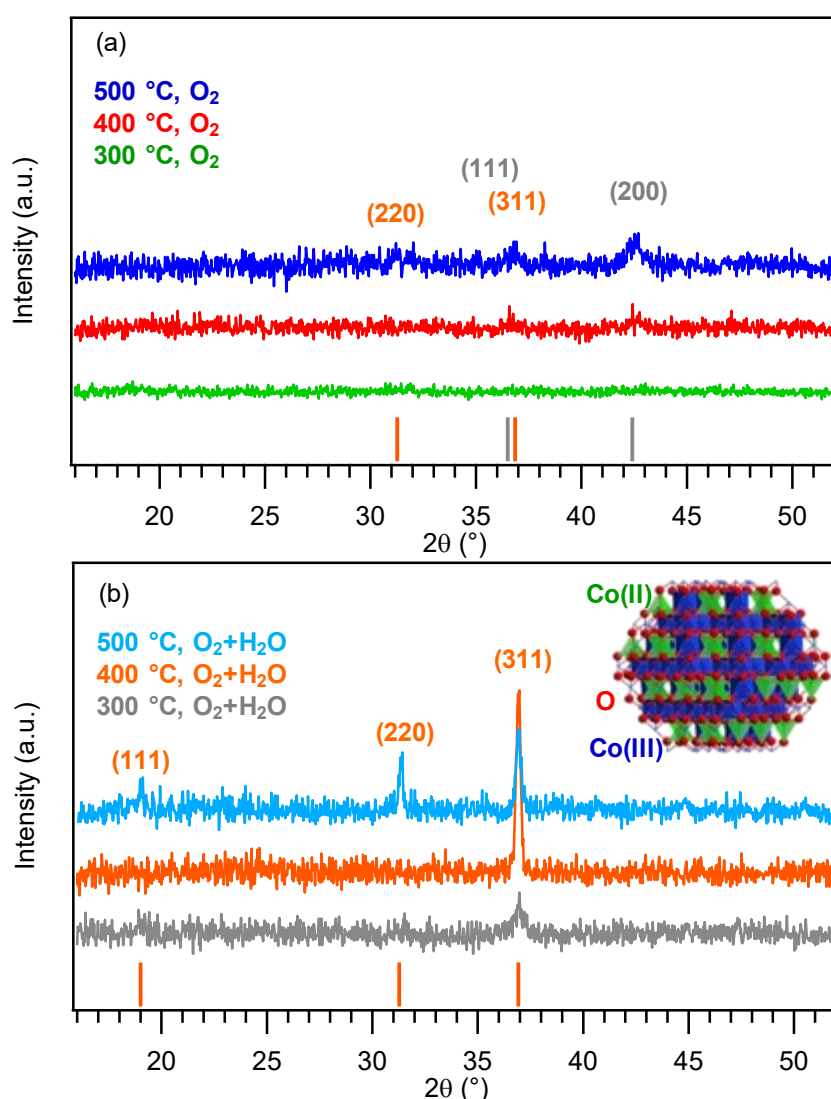 (a)
500 °C, O₂
400 °C, O₂
300 °C, O₂
(111)
(220) (311) (200)
Intensity (a.u.)
20 25 30 35 40 45 50
2θ (°)
(b)
Co(II)
500 °C, O₂+H₂O
400 °C, O₂+H₂O
300 °C, O₂+H₂O
(311)
O
Co(III)
(111) (220)
Intensity (a.u.)
20 25 30 35 40 45 50
2θ (°)